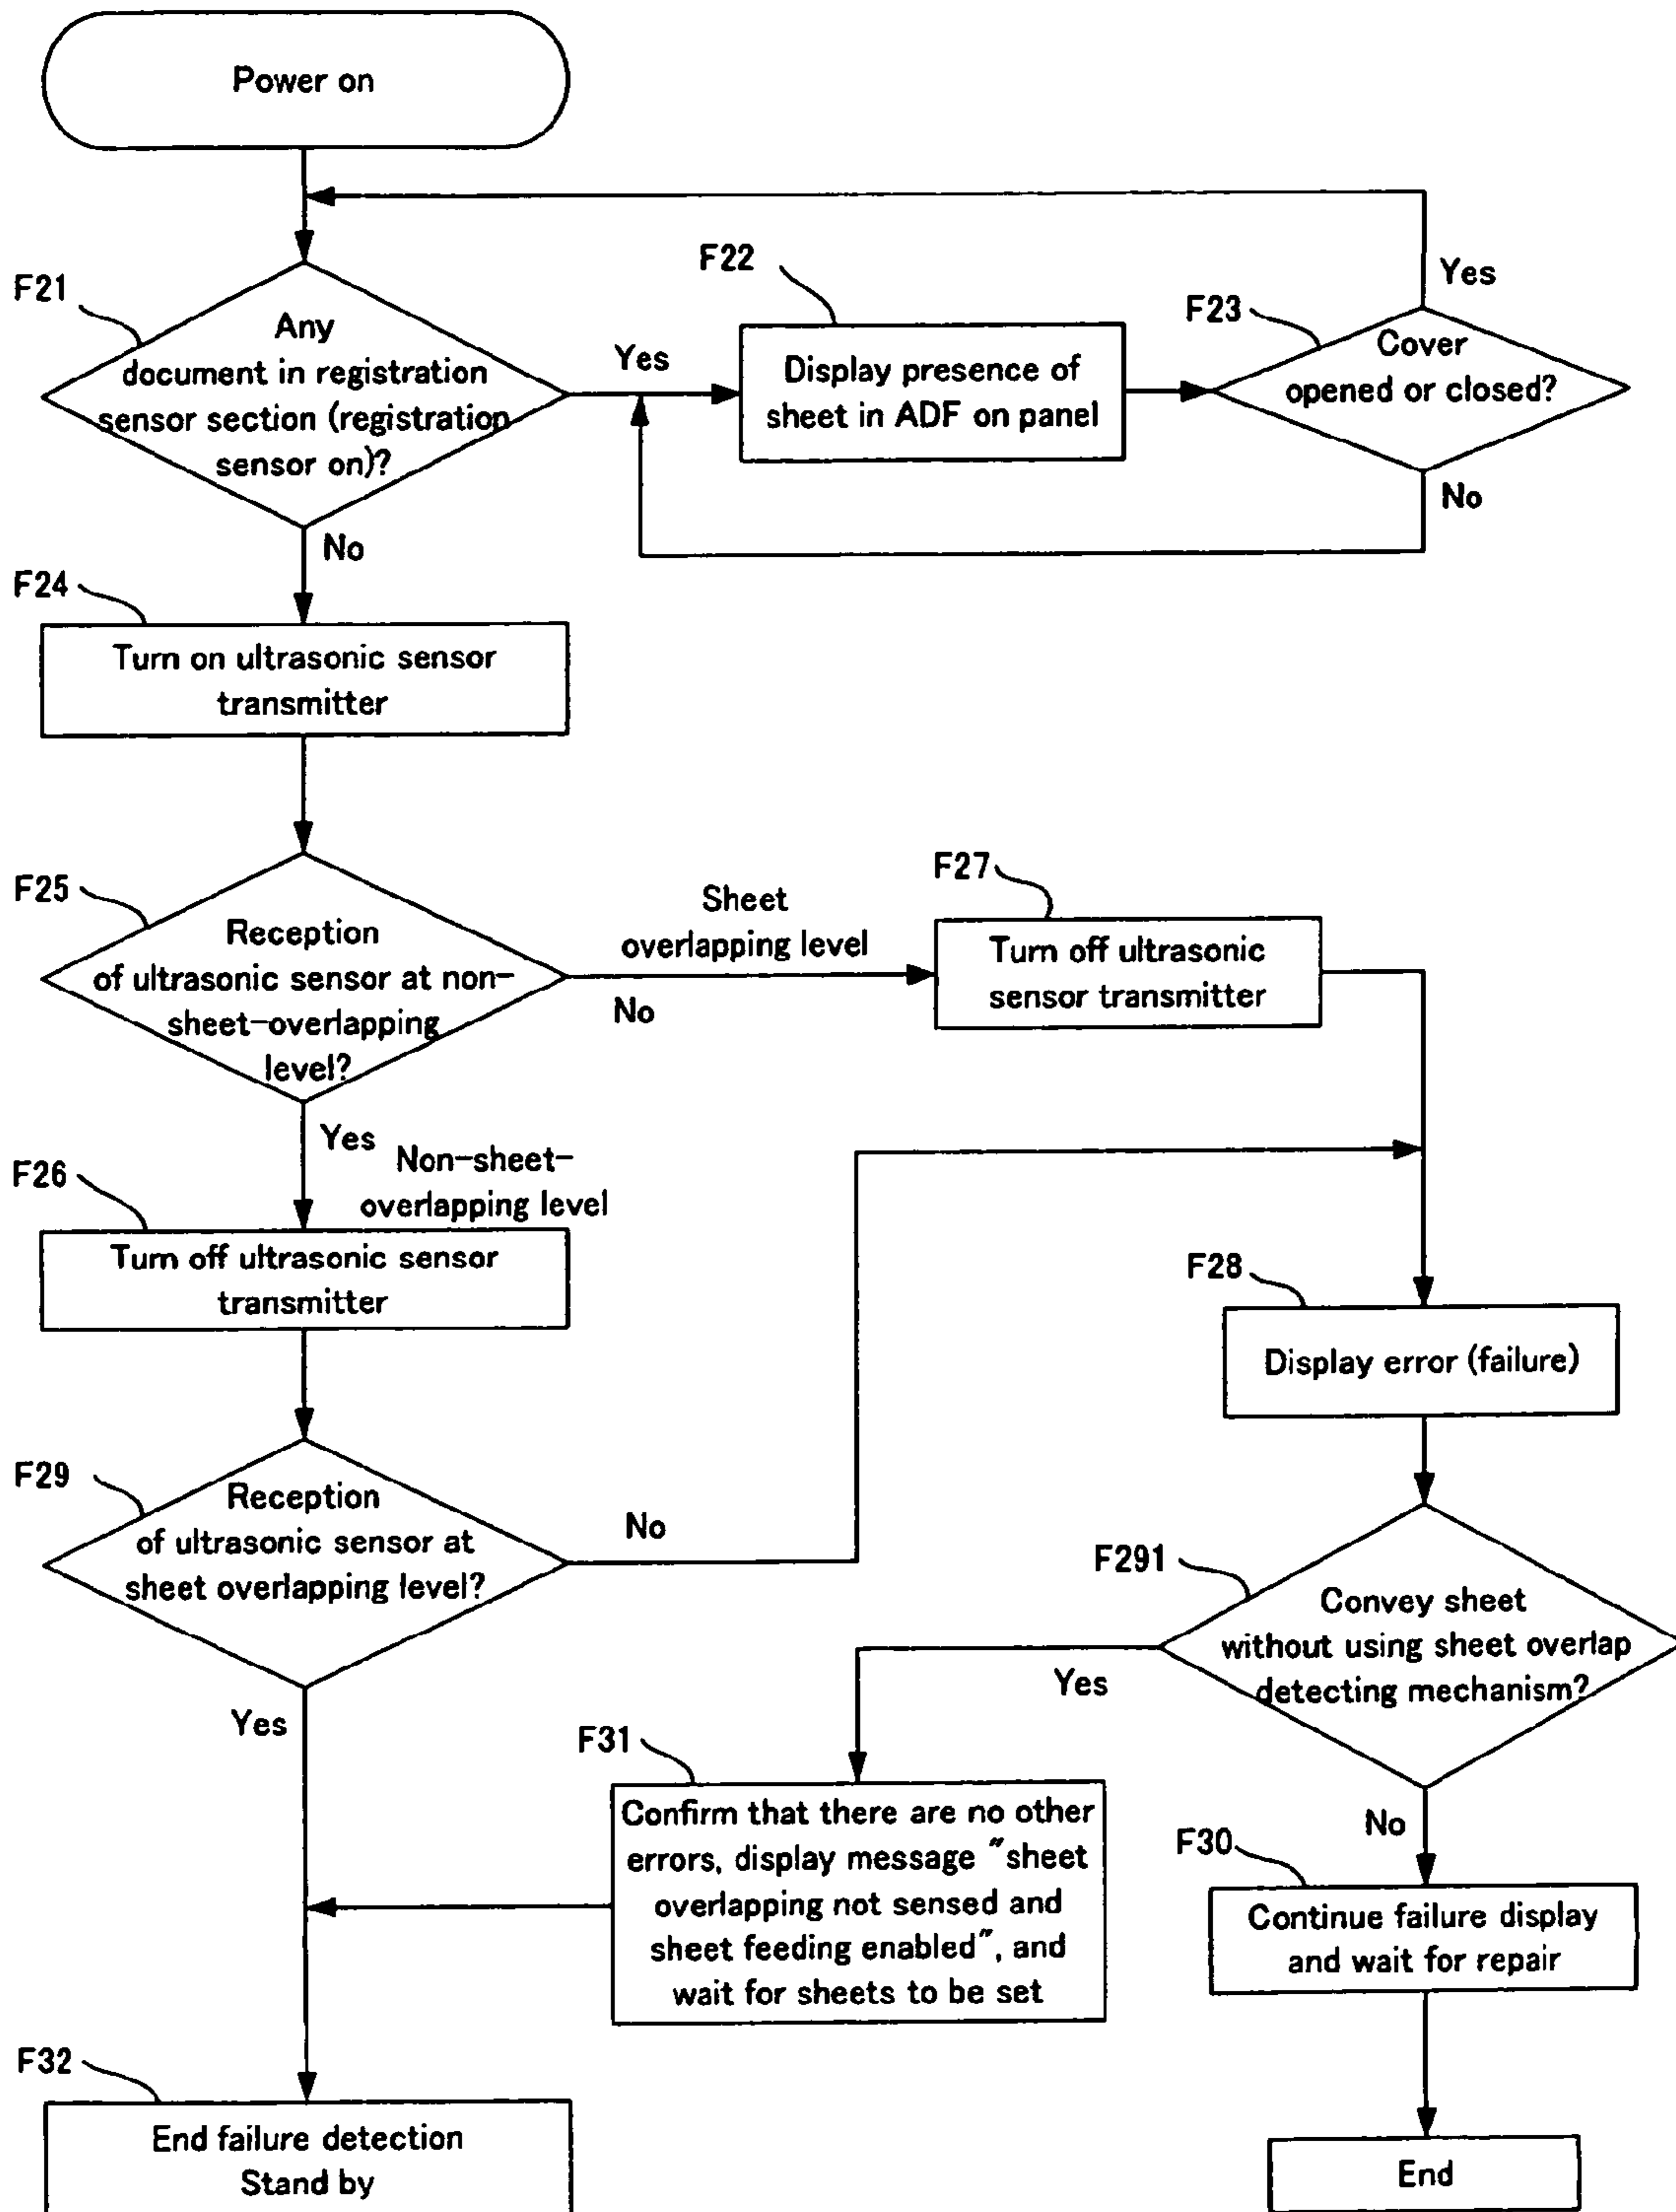 Power on
F21
Any
document in registration
sensor section (registration
sensor on)?
Yes
F22
Display presence of
sheet in ADF on panel
F23
Cover
opened or closed?
Yes
No
No
F24
Turn on ultrasonic sensor
transmitter
F25
Reception
of ultrasonic sensor at non-
sheet-overlapping
level?
Sheet
overlapping level
No
F27
Turn off ultrasonic
sensor transmitter
Yes
Non-sheet-
overlapping level
F26
Turn off ultrasonic sensor
transmitter
F28
Display error (failure)
F29
Reception
of ultrasonic sensor at
sheet overlapping level?
No
Yes
F291
Convey sheet
without using sheet overlap
detecting mechanism?
Yes
No
F31
Confirm that there are no other
errors, display message "sheet
overlapping not sensed and
sheet feeding enabled", and
wait for sheets to be set
F30
Continue failure display
and wait for repair
F32
End failure detection
Stand by
End